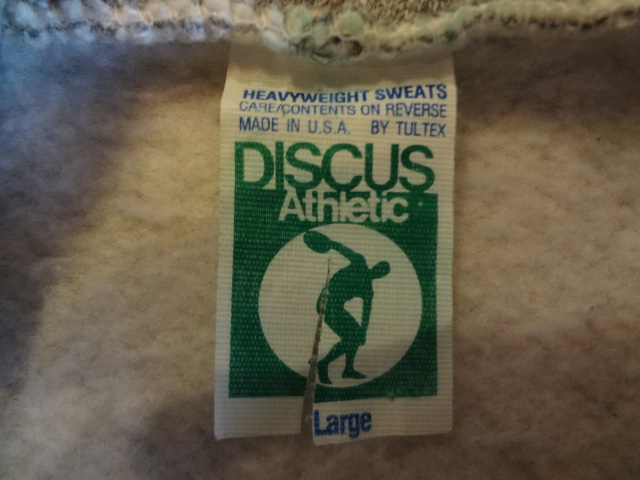 HEAVYWEIGHT SWEATS
CARE/CONTENTS ON REVERSE
MADE IN U.S.A. BY TULTEX
DISCUS
Athletic
Large